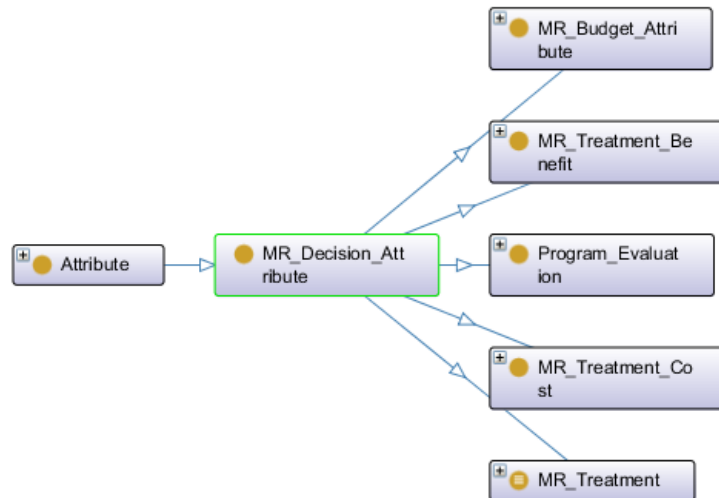 MR_Budget_Attri
bute
MR_Treatment_Be
nefit
Attribute
MR_Decision_Att
ribute
Program_Evaluat
ion
MR_Treatment_Co
st
MR_Treatment